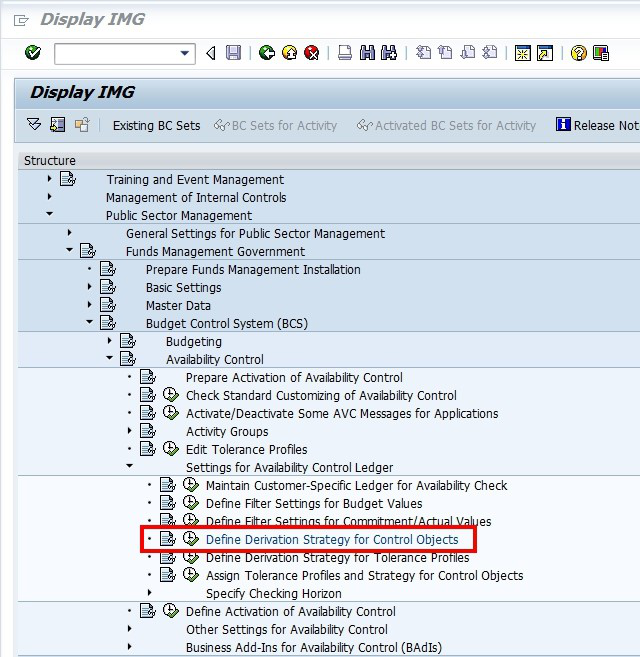 Display IMG
Display IMG
Existing BC Sets BC Sets for Activity Activated BC Sets for Activity Release Not
Structure
Training and Event Management
Management of Internal Controls
Public Sector Management
General Settings for Public Sector Management
Funds Management Government
Prepare Funds Management Installation
Basic Settings
Master Data
Budget Control System (BCS)
Budgeting
Availability Control
Prepare Activation of Availability Control
Check Standard Customizing of Availability Control
Activate/Deactivate Some AVC Messages for Applications
Activity Groups
Edit Tolerance Profiles
Settings for Availability Control Ledger
Maintain Customer-Specific Ledger for Availability Check
Define Filter Settings for Budget Values
Define Filter Settings for Commitment/Actual Values
Define Derivation Strategy for Control Objects
Define Derivation Strategy for Tolerance Profiles
Assign Tolerance Profiles and Strategy for Control Objects
Specify Checking Horizon
Define Activation of Availability Control
Other Settings for Availability Control
Business Add-Ins for Availability Control (BAdIs)